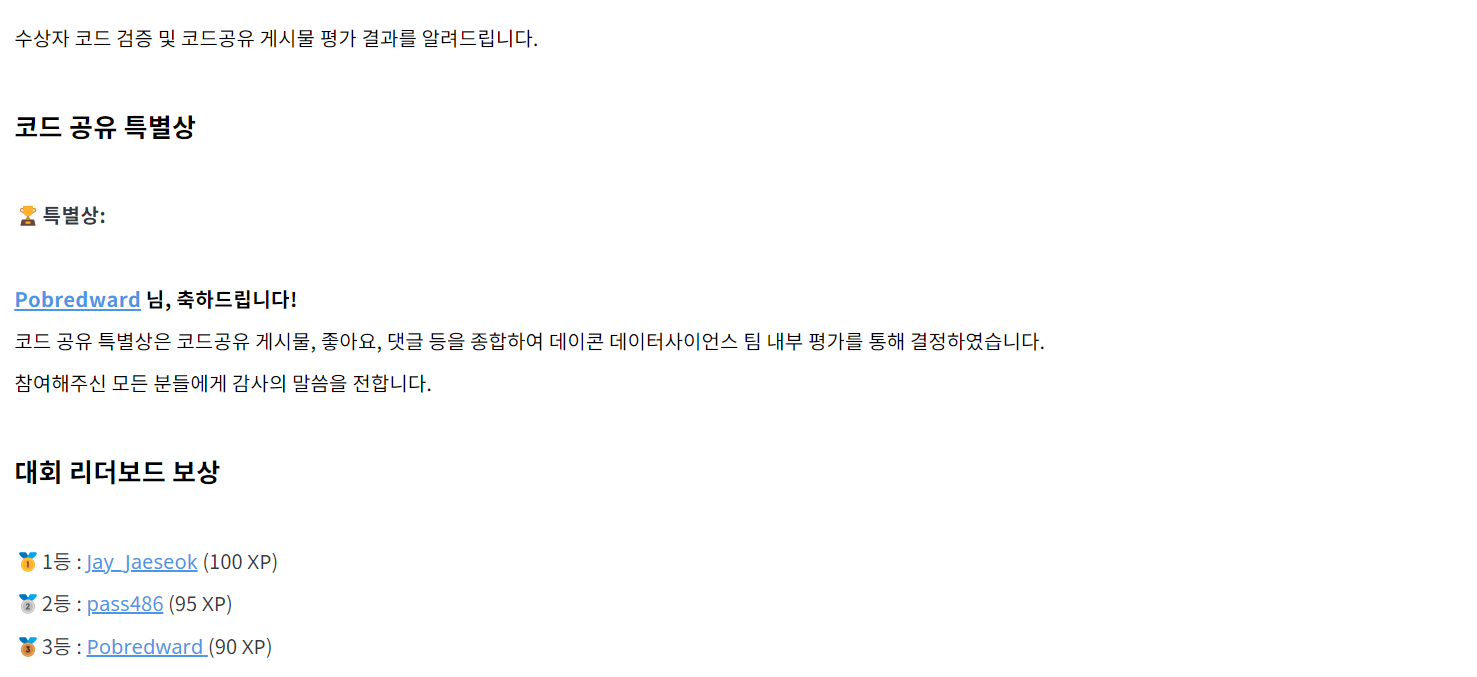 수상자 코드 검증 및 코드공유 게시물 평가 결과를 알려드립니다.
코드 공유 특별상
🏆 특별상:
Pobredward 님, 축하드립니다!
코드 공유 특별상은 코드공유 게시물, 좋아요, 댓글 등을 종합하여 데이콘 데이터사이언스 팀 내부 평가를 통해 결정하였습니다.
참여해주신 모든 분들에게 감사의 말씀을 전합니다.
대회 리더보드 보상
🥇 1등 : Jay_Jaeseok (100 XP)
🥈 2등 : pass486 (95 XP)
🥉 3등 : Pobredward (90 XP)